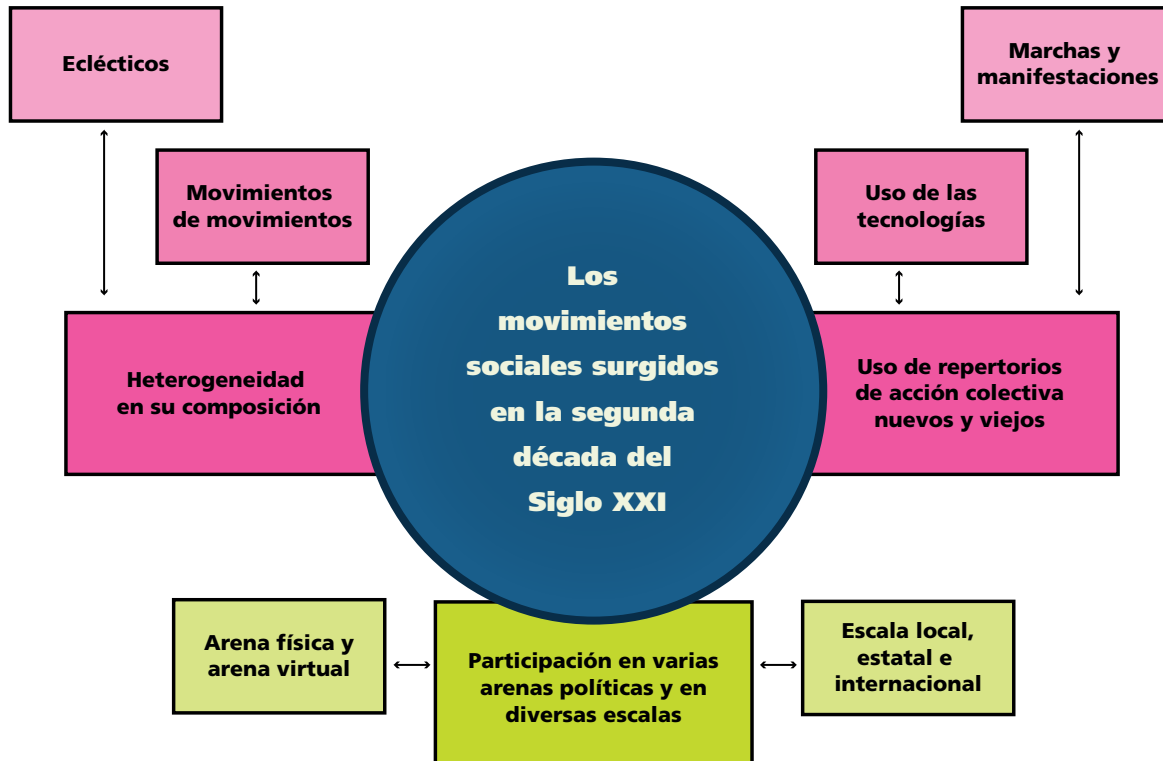 Eclécticos
Marchas y
manifestaciones
Movimientos
de movimientos
Uso de las
tecnologías
Los
movimientos
sociales surgidos
en la segunda
década del
Siglo XXI
Heterogeneidad
en su composición
Uso de repertorios
de acción colectiva
nuevos y viejos
Arena física y
arena virtual
Participación en varias
arenas políticas y en
diversas escalas
Escala local,
estatal e
internacional